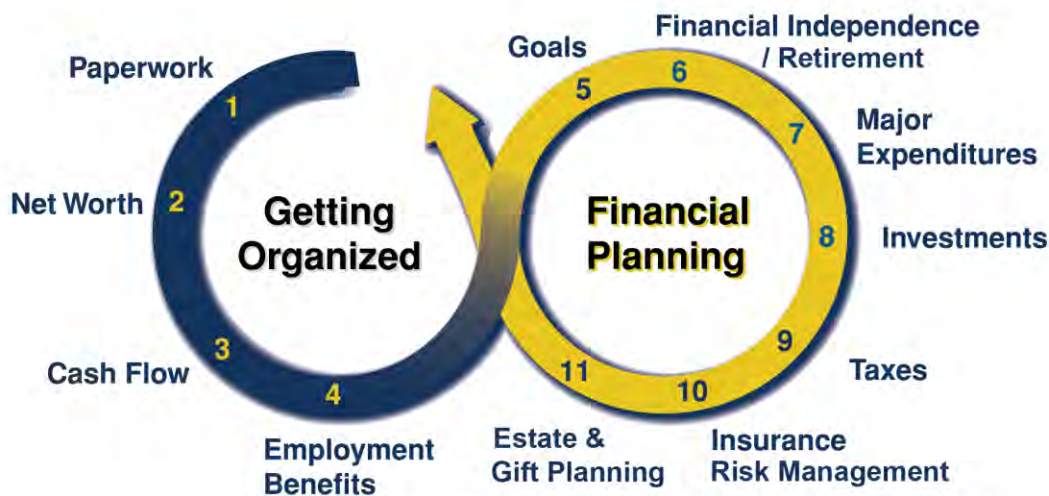 Paperwork
1
Net Worth
2
Cash Flow
3
4
Employment
Benefits
Getting
Organized
Goals
5
Financial Independence
/ Retirement
6
7
Major
Expenditures
8
Investments
9
Taxes
10
Insurance
Risk Management
11
Estate &
Gift Planning
Financial
Planning